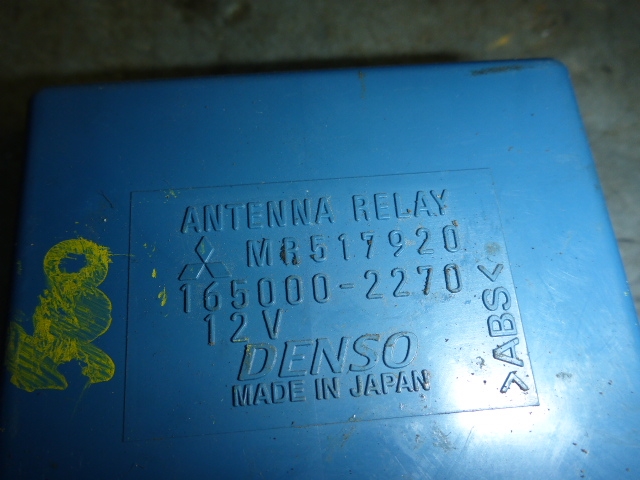 ANTENNA RELAY
MR517920
165000-2270
12V
DENSO
MADE IN JAPAN
>ABS<